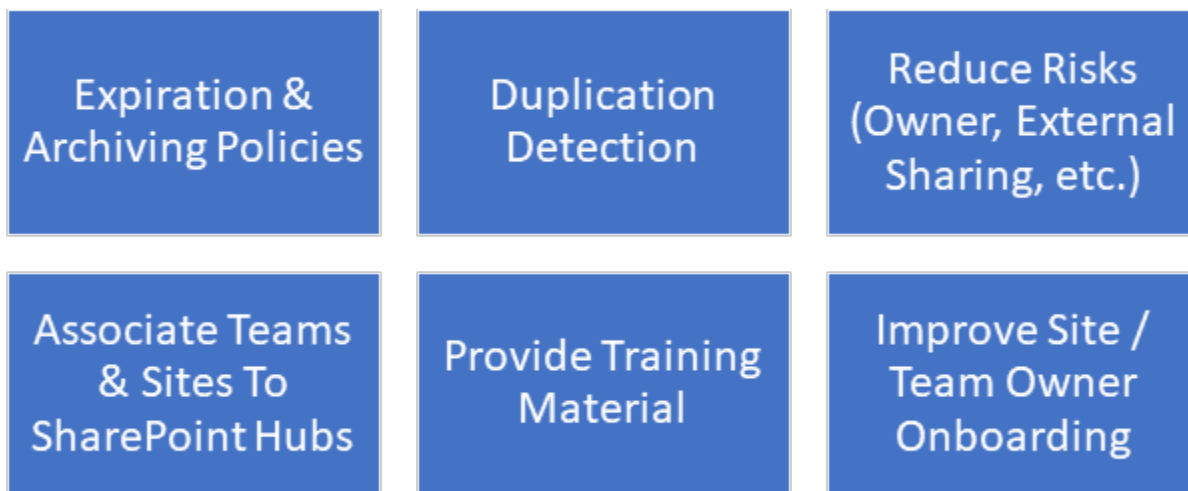 Expiration &
Archiving Policies
Duplication
Detection
Reduce Risks
(Owner, External
Sharing, etc.)
Associate Teams
& Sites To
SharePoint Hubs
Provide Training
Material
Improve Site /
Team Owner
Onboarding